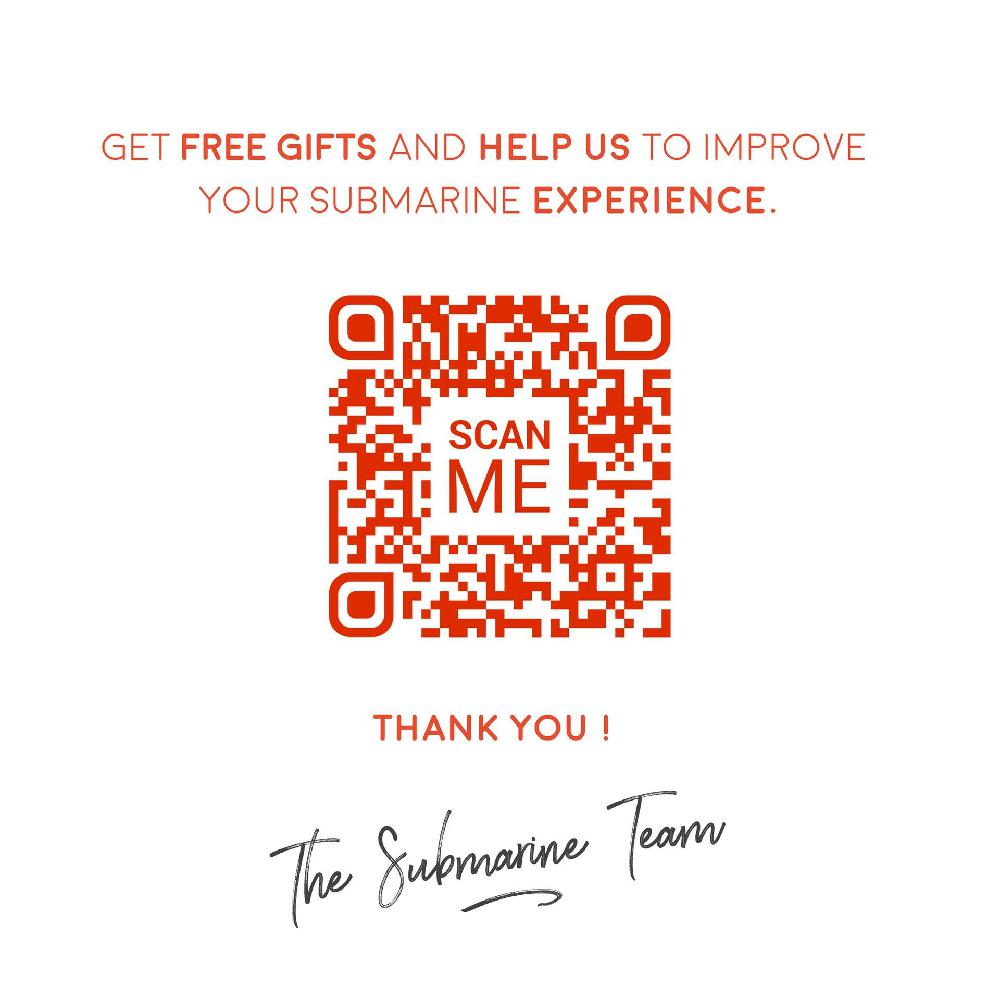 GET FREE GIFTS AND HELP US TO IMPROVE
YOUR SUBMARINE EXPERIENCE.
SCAN
ME
THANK YOU !
The Submarine Team